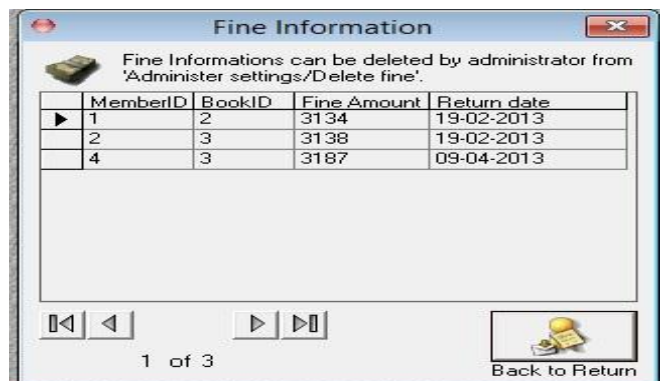 Fine Information
Fine Informations can be deleted by administrator from
'Administer settings/Delete fine'.
MemberID BookID Fine Amount Return date
1 2 3134 19-02-2013
2 3 3138 19-02-2013
4 3 3187 09-04-2013
1 of 3
Back to Return